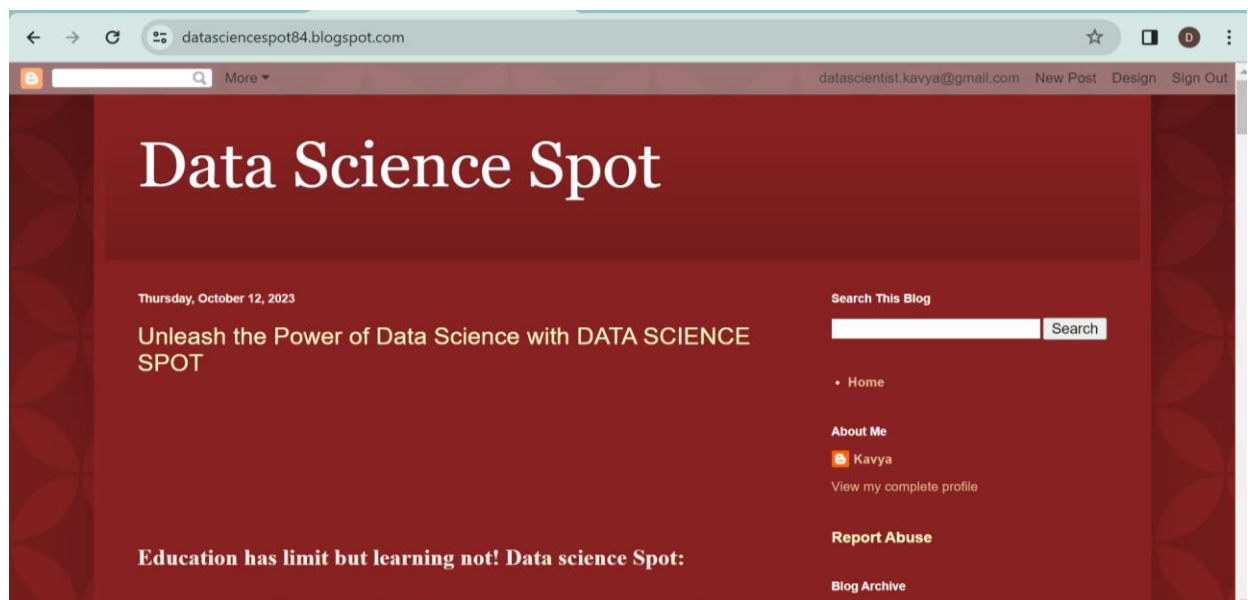 datasciencespot84.blogspot.com
More
datascientist.kavya@gmail.com New Post Design Sign Out
D
Data Science Spot
Thursday, October 12, 2023
Unleash the Power of Data Science with DATA SCIENCE
SPOT
Education has limit but learning not! Data science Spot:
Search This Blog
Search
Home
About Me
Kavya
View my complete profile
Report Abuse
Blog Archive